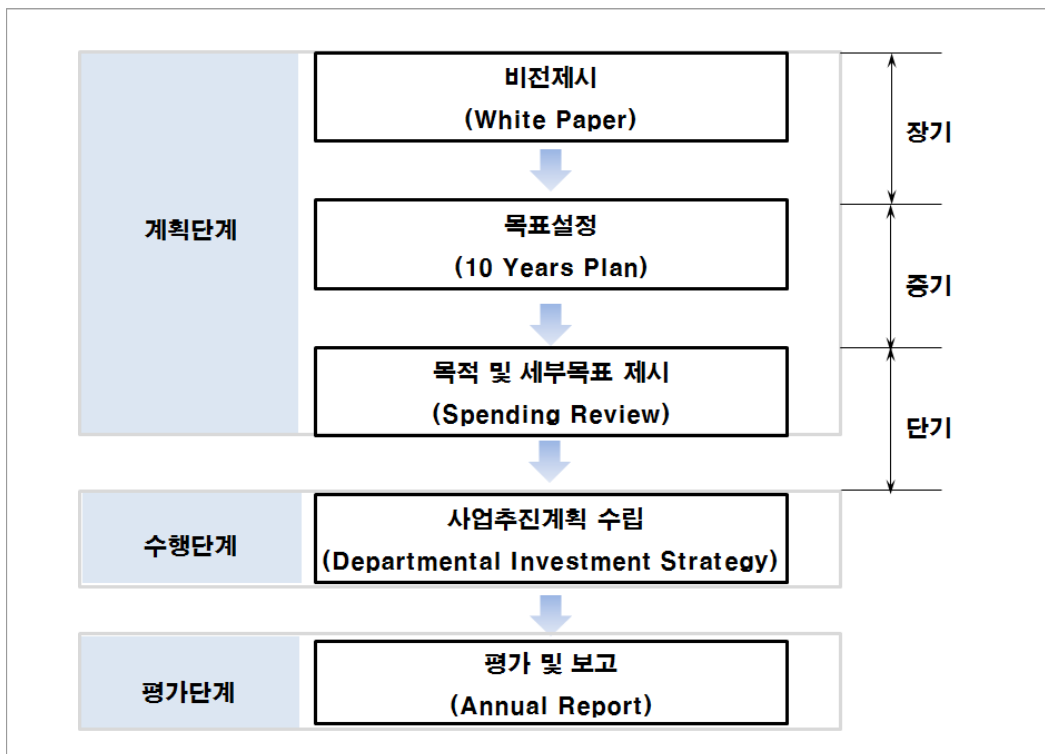 비전제시
(White Paper)
장기
계획단계
목표설정
(10 Years Plan)
중기
목적 및 세부목표 제시
(Spending Review)
단기
수행단계
사업추진계획 수립
(Departmental Investment Strategy)
평가단계
평가 및 보고
(Annual Report)